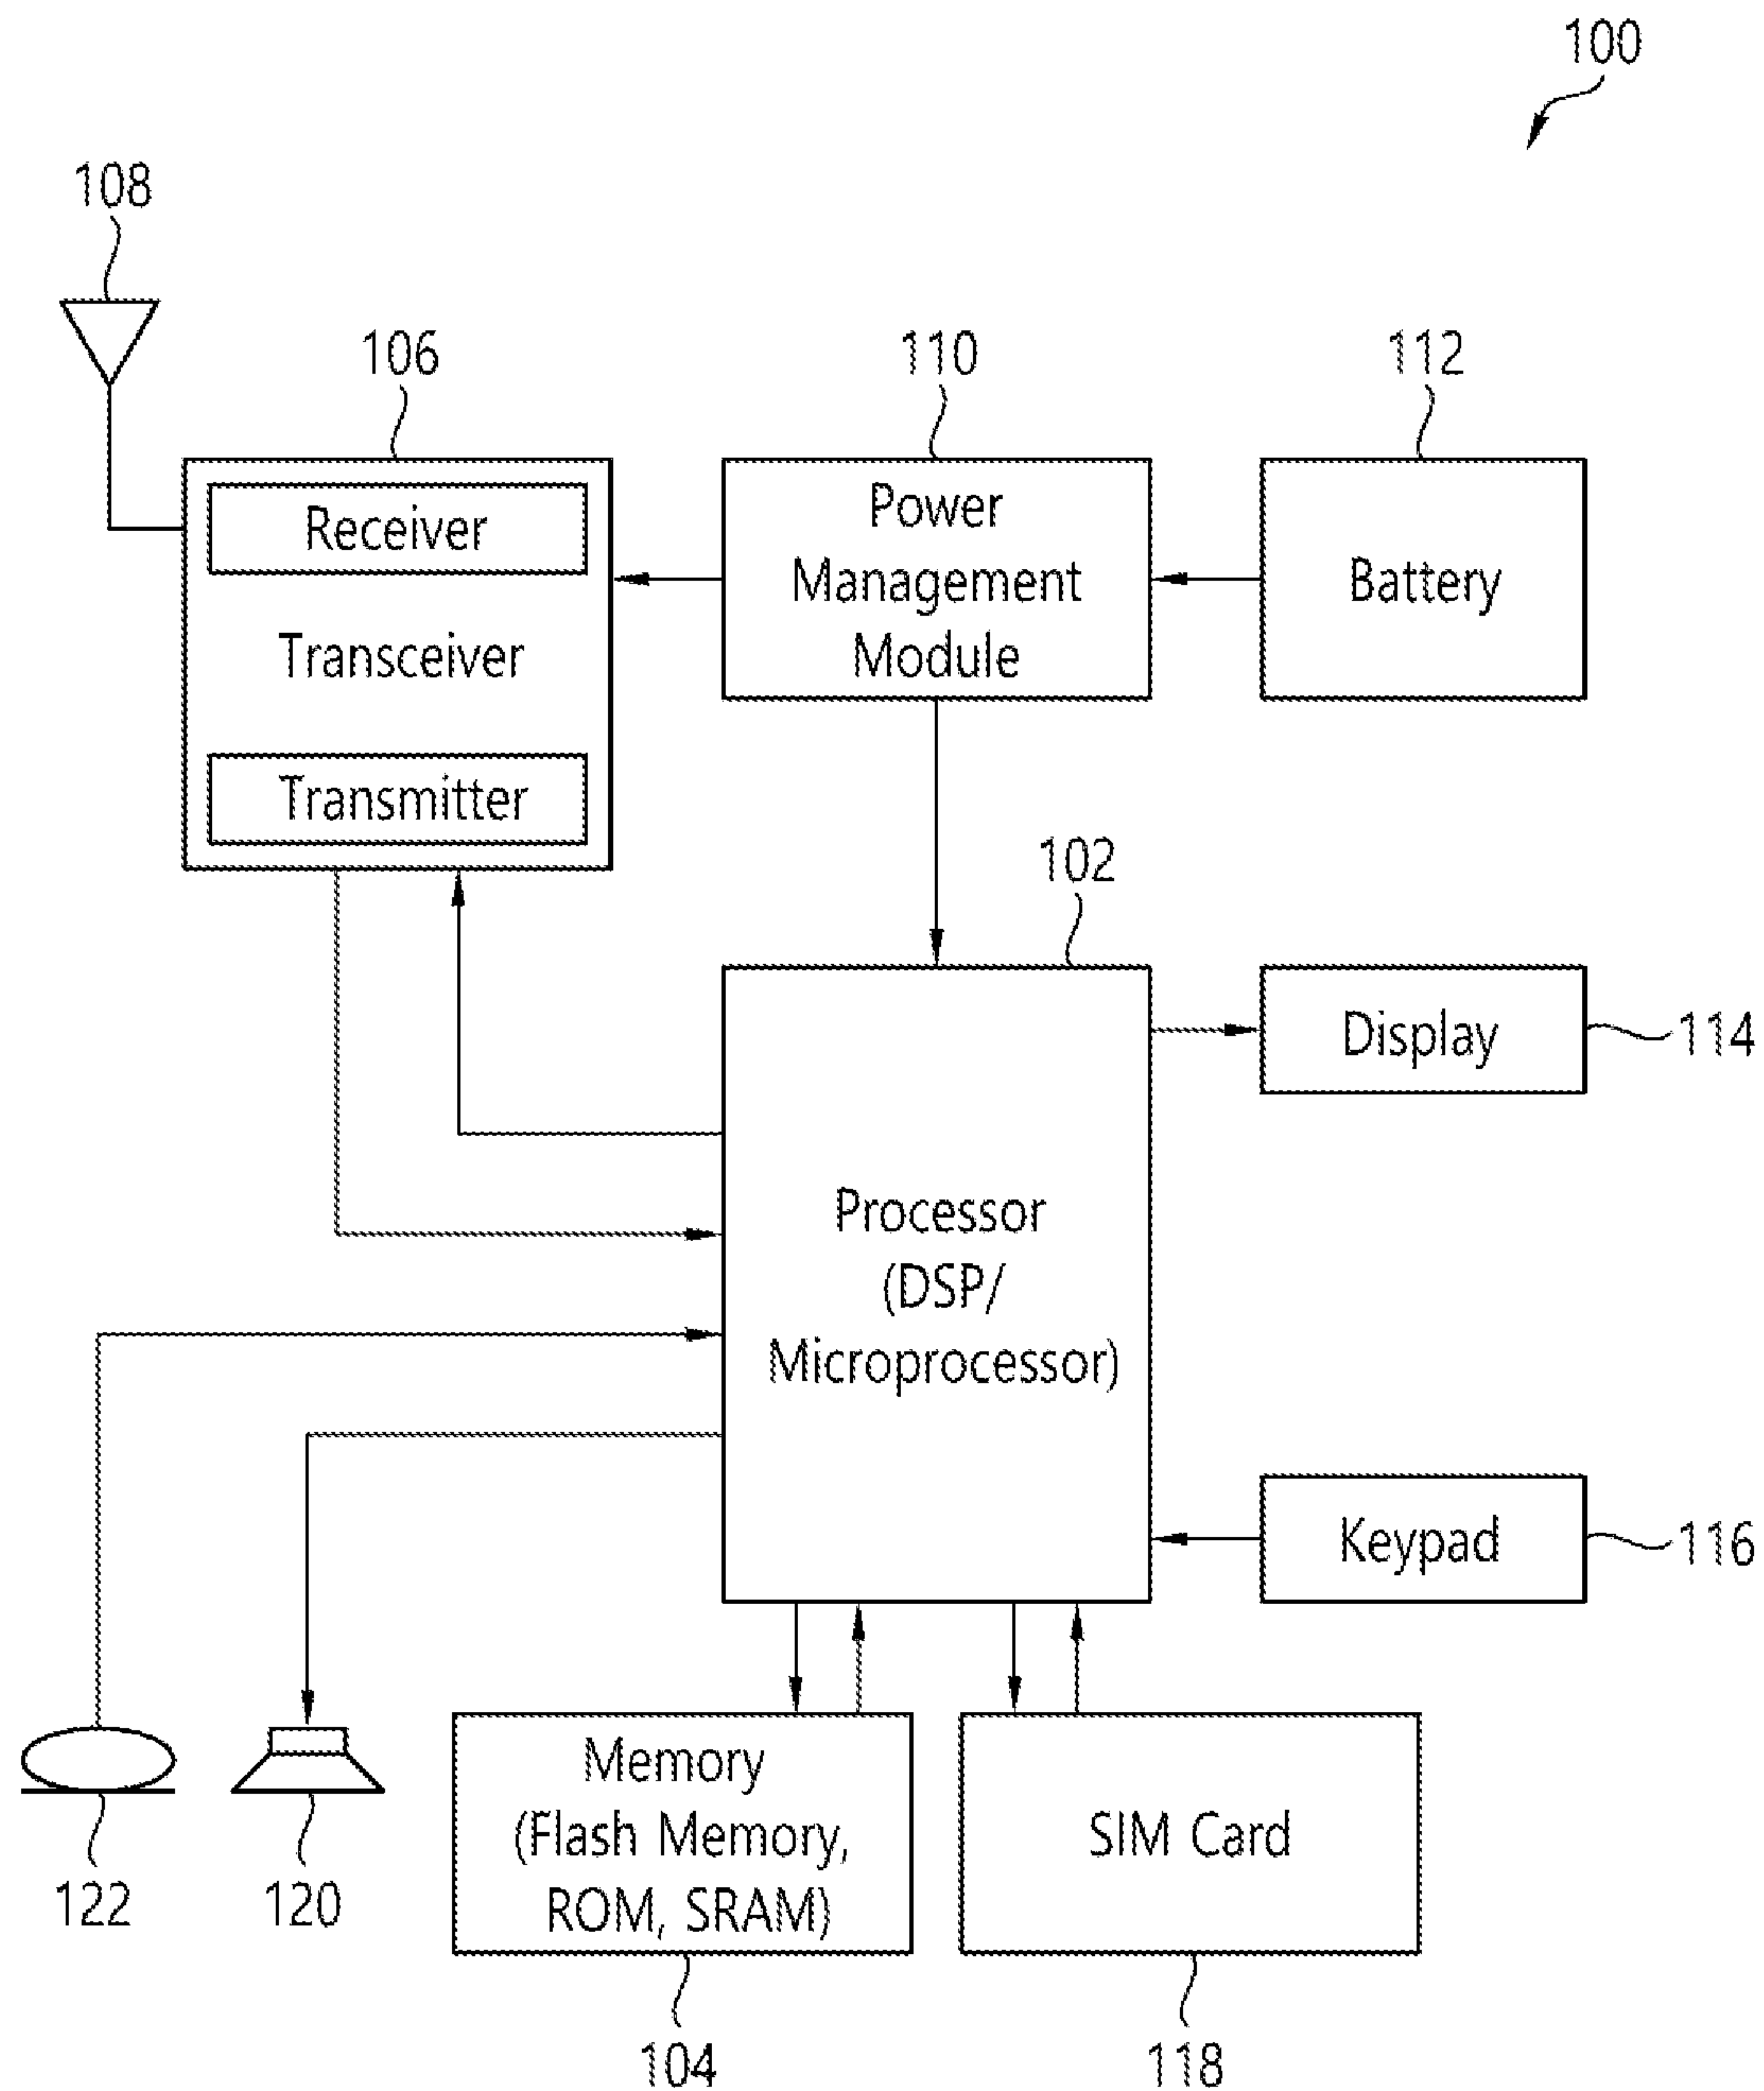 100
108
106
110
112
Receiver
Transceiver
Transmitter
Power
Management
Module
Battery
102
Display
114
Processor
(DSP/
Microprocessor)
Keypad
116
122
120
Memory
(Flash Memory,
ROM, SRAM)
SIM Card
104
118